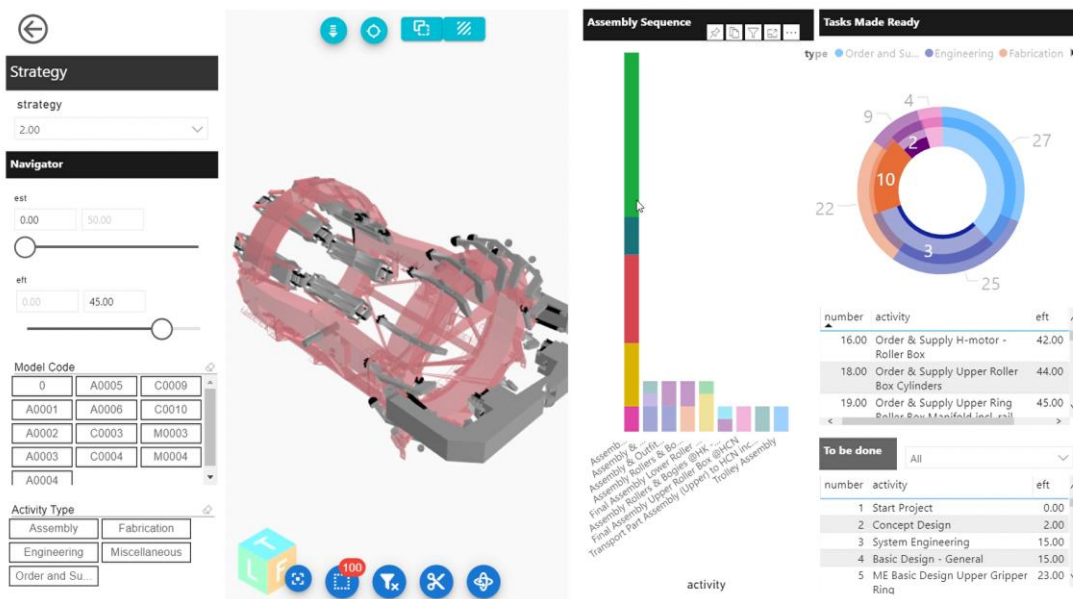 Strategy
strategy
2.00
Navigator
est
0.00 50.00
eft
0.00 45.00
Model Code
0 A0005 C0009
A0001 A0006 C0010
A0002 C0003 M0003
A0003 C0004 M0004
A0004
Activity Type
Assembly Fabrication
Engineering Miscellaneous
Order and Su...
T
L F
100
Assembly Sequence
Assemb...
Assembly & ...
Assembly & Outfit...
Assembly Rollers & Bo...
Final Assembly Lower Roller ...
Assembly Rollers & Bogies @HK -...
Final Assembly Upper Roller Box @HCN
Transport Part Assembly (Upper) to HCN inc...
Trolley Assembly
activity
Tasks Made Ready
type Order and Su... Engineering Fabrication
4
9
27
2
10
22
3
25
number activity eft
16.00 Order & Supply H-motor - 42.00
Roller Box
18.00 Order & Supply Upper Roller 44.00
Box Cylinders
19.00 Order & Supply Upper Ring 45.00
Roller Box Manifold incl. rail
To be done
All
number activity eft
1 Start Project 0.00
2 Concept Design 2.00
3 System Engineering 15.00
4 Basic Design - General 15.00
5 ME Basic Design Upper Gripper 23.00
Ring